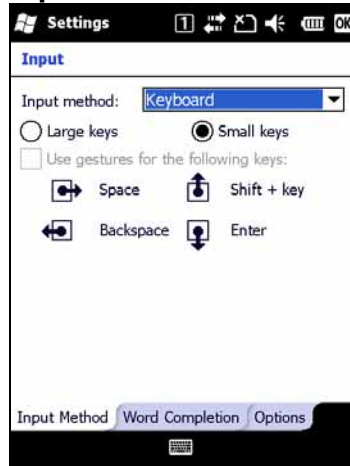 Settings 1 OK
Input
Input method: Keyboard
Large keys Small keys
Use gestures for the following keys:
Space Shift + key
Backspace Enter
Input Method Word Completion Options